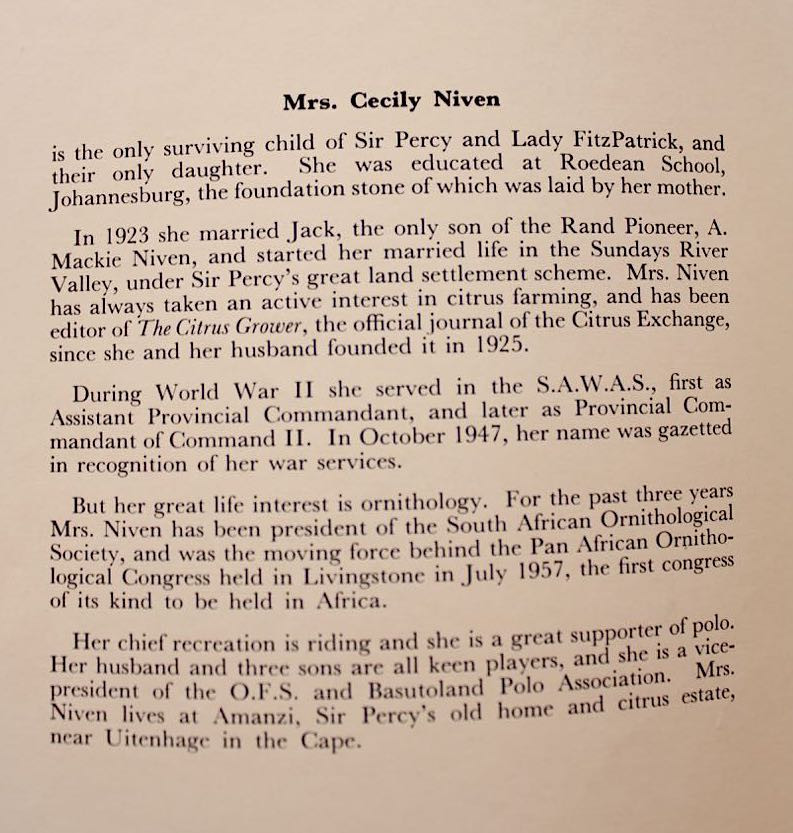 Mrs. Cecily Niven
is the only surviving child of Sir Percy and Lady FitzPatrick, and
their only daughter. She was educated at Roedean School,
Johannesburg, the foundation stone of which was laid by her mother.
In 1923 she married Jack, the only son of the Rand Pioneer, A.
Mackie Niven, and started her married life in the Sundays River
Valley, under Sir Percy's great land settlement scheme. Mrs. Niven
has always taken an active interest in citrus farming, and has been
editor of The Citrus Grower, the official journal of the Citrus Exchange,
since she and her husband founded it in 1925.
During World War II she served in the S.A.W.A.S., first as
Assistant Provincial Commandant, and later as Provincial Com-
mandant of Command II. In October 1947, her name was gazetted
in recognition of her war services.
But her great life interest is ornithology. For the past three years
Mrs. Niven has been president of the South African Ornithological
Society, and was the moving force behind the Pan African Ornitho-
logical Congress held in Livingstone in July 1957, the first congress
of its kind to be held in Africa.
Her chief recreation is riding and she is a great supporter of polo.
Her husband and three sons are all keen players, and she is a vice-
president of the O.F.S. and Basutoland Polo Association. Mrs.
Niven lives at Amanzi, Sir Percy's old home and citrus estate,
near Uitenhage in the Cape.